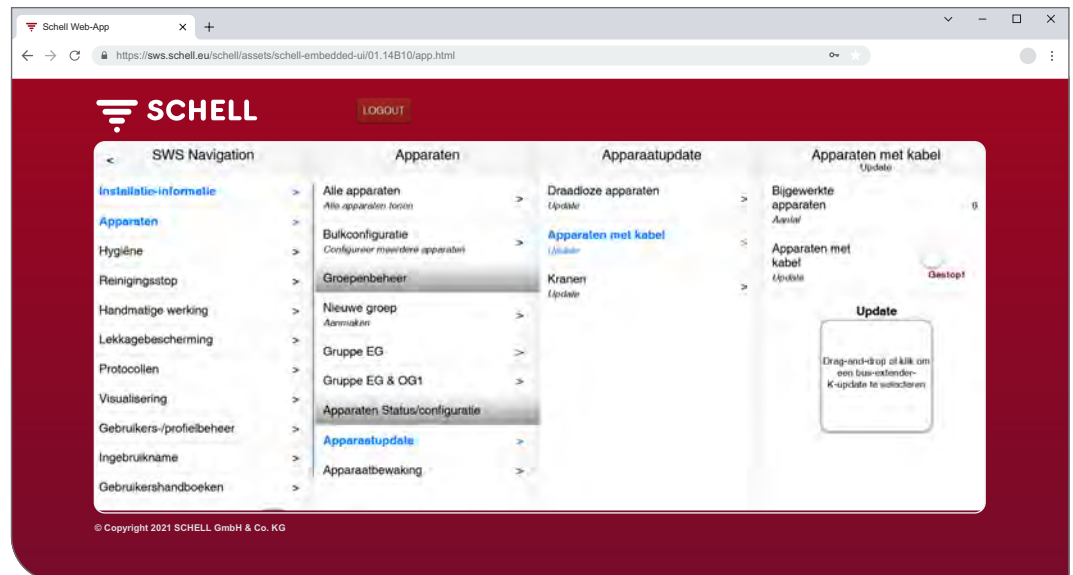 Schell Web-App
https://sws.schell.eu/schell/assets/schell-embedded-ui/01.14B10/app.html
SCHELL
LOGOUT
SWS Navigation
Installatie-informatie
Apparaten
Hygiëne
Reinigingsstop
Handmatige werking
Lekkagebescherming
Protocollen
Visualisering
Gebruikers-/profielbeheer
Ingebruikname
Gebruikershandboeken
Apparaten
Alle apparaten
Alle apparaten tonen
Bulkconfiguratie
Configureer meerdere apparaten
Groepenbeheer
Nieuwe groep
Aanmaken
Gruppe EG
Gruppe EG & OG1
Apparaten Status/configuratie
Apparaatupdate
Apparaatbewaking
Apparaatupdate
Draadloze apparaten
Update
Apparaten met kabel
Update
Kranen
Update
Apparaten met kabel
Update
Bijgewerkte
apparaten
Aantal
Apparaten met
kabel
Update
Gestopt
Update
Drag-and-drop of klik om
een bus-extender-
K-update te selecteren
© Copyright 2021 SCHELL GmbH & Co. KG